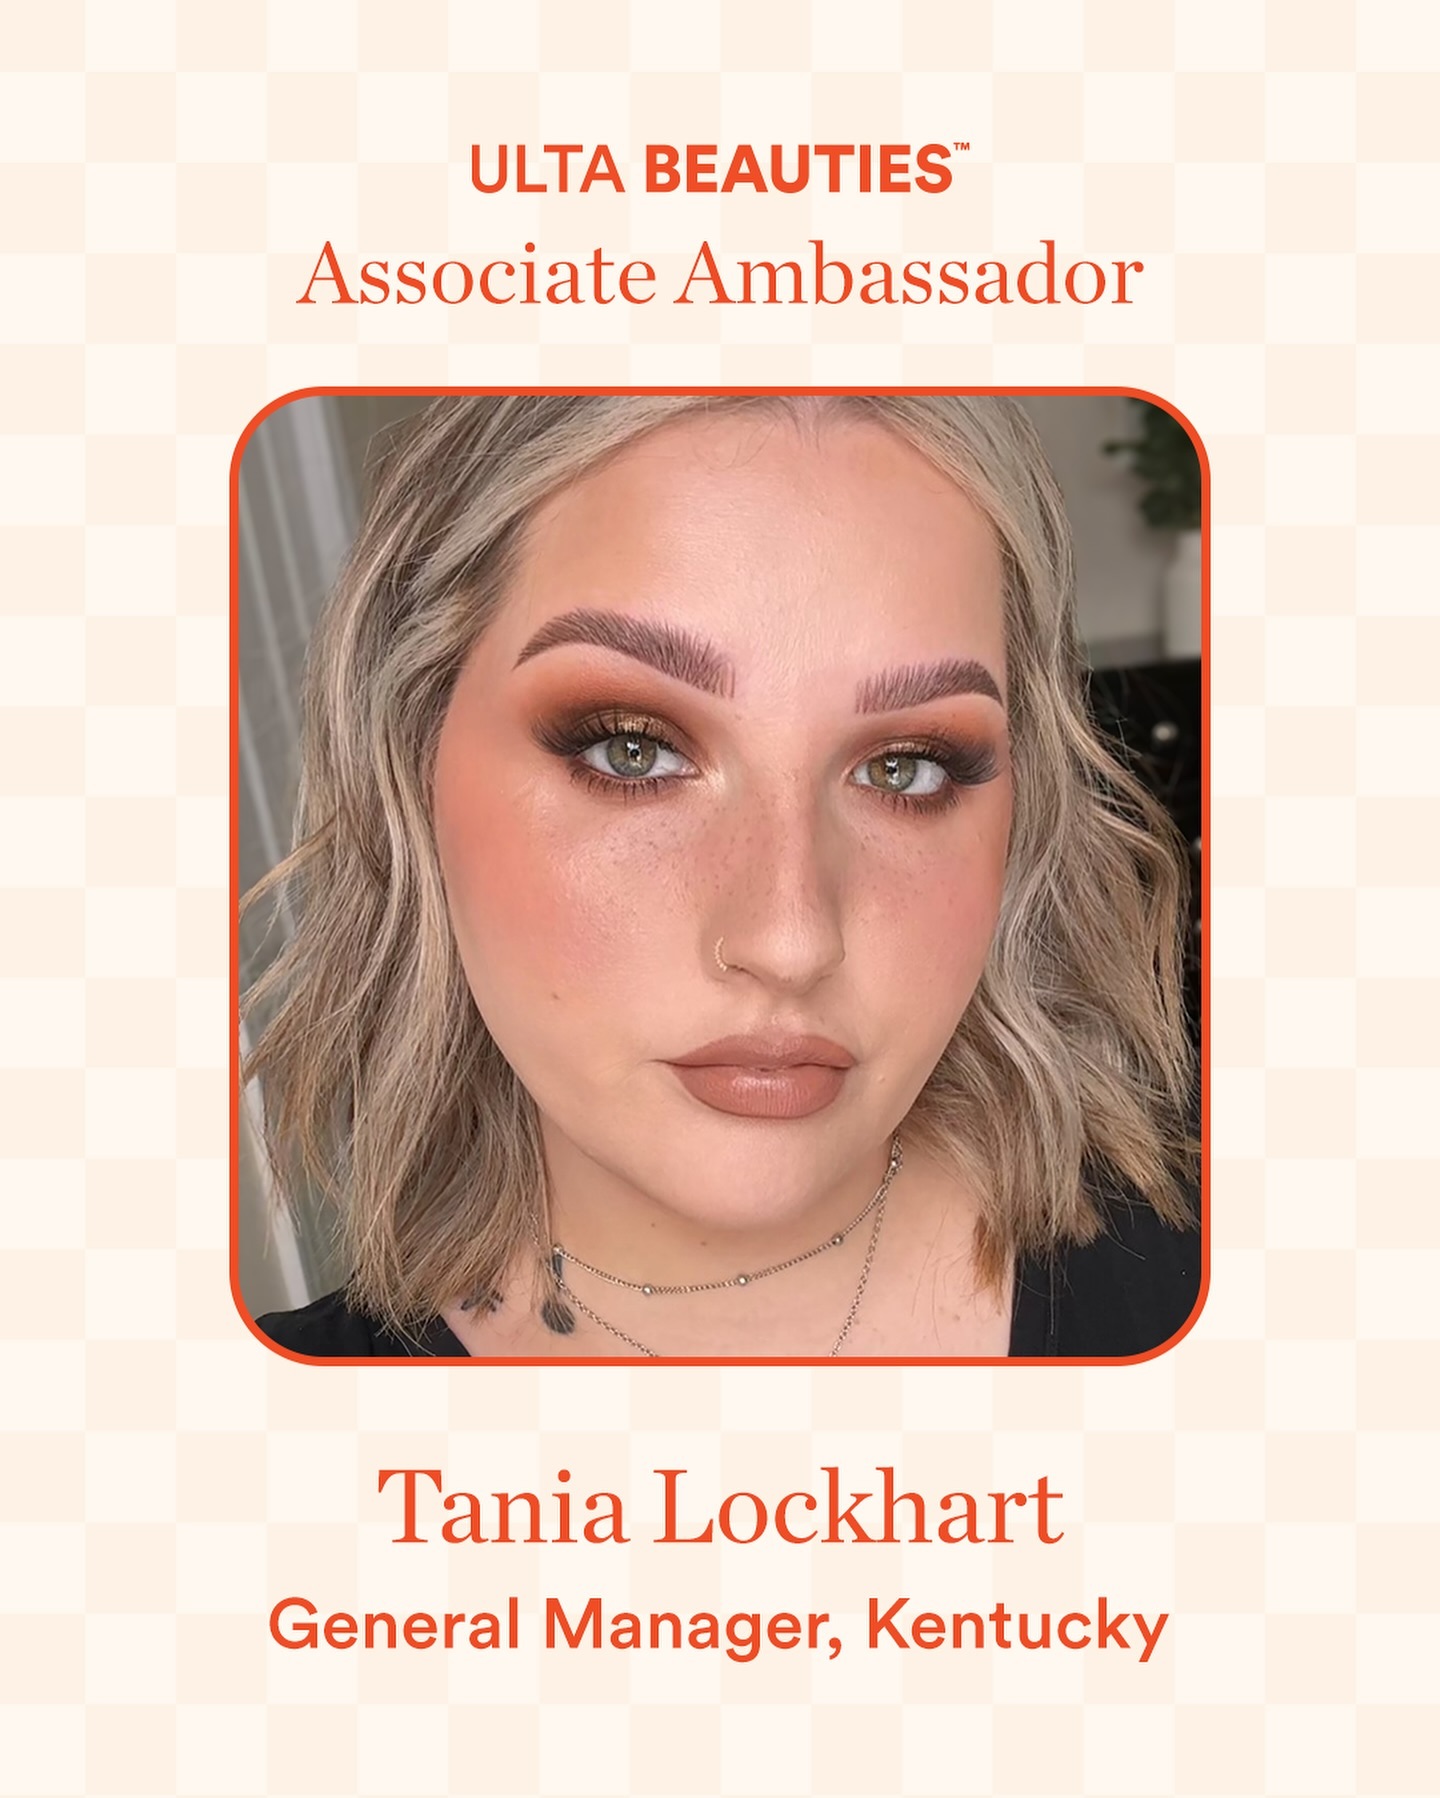 ULTA BEAUTIES™
Associate Ambassador
Tania Lockhart
General Manager, Kentucky